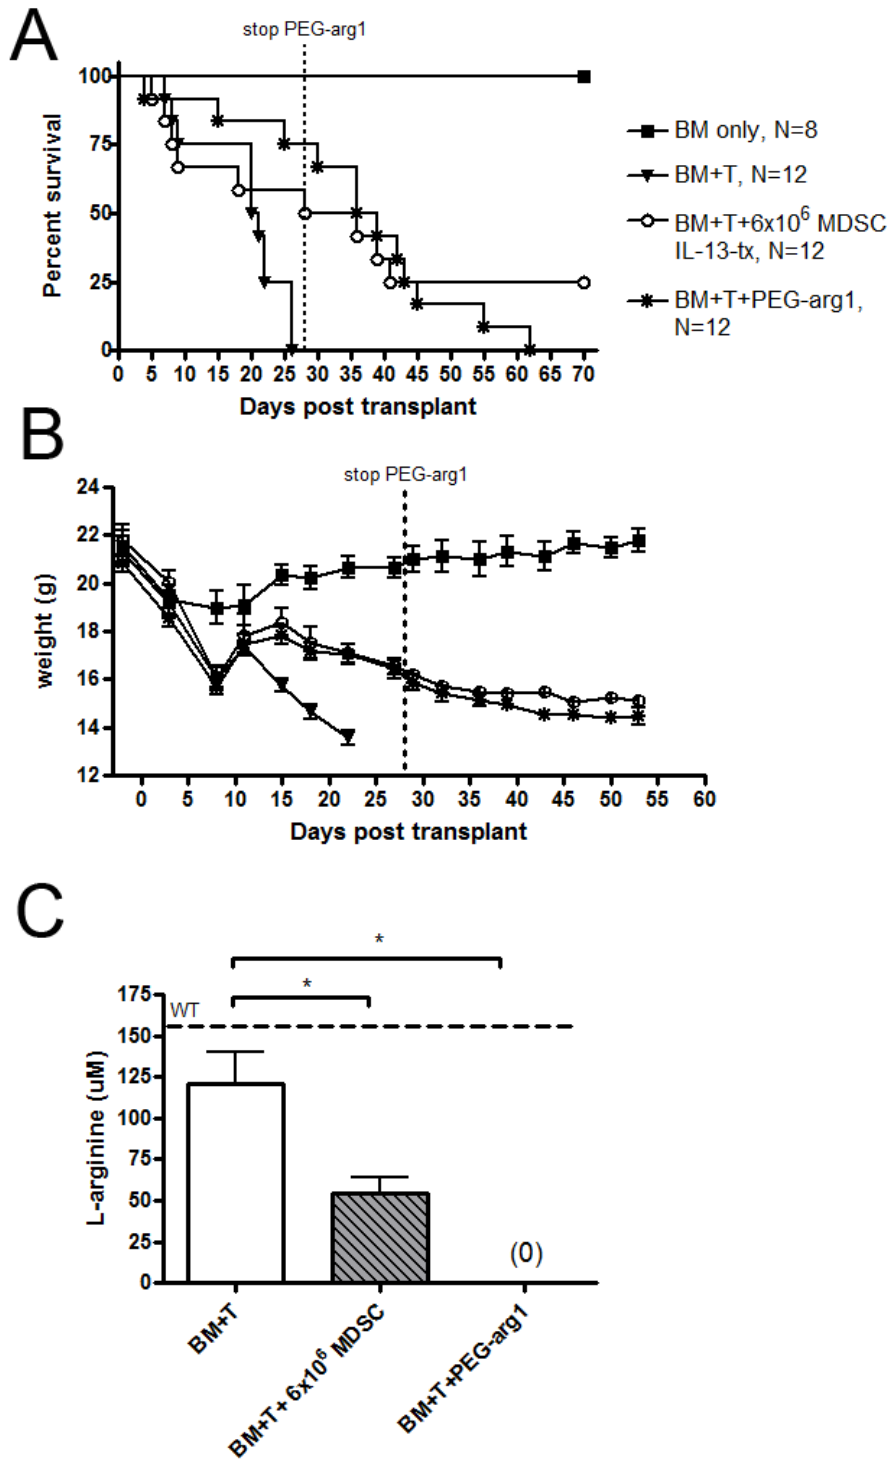 A
stop PEG-arg1
100
75
50
25
0
Percent survival
0 5 10 15 20 25 30 35 40 45 50 55 60 65 70
Days post transplant
BM only, N=8
BM+T, N=12
BM+T+6x10⁶ MDSC
IL-13-tx, N=12
BM+T+PEG-arg1,
N=12
B
stop PEG-arg1
24
22
20
18
16
14
12
weight (g)
0 5 10 15 20 25 30 35 40 45 50 55 60
Days post transplant
C
*
*
175
150
125
100
75
50
25
0
L-arginine (uM)
WT
(0)
BM+T
BM+T+ 6x10⁶ MDSC
BM+T+PEG-arg1